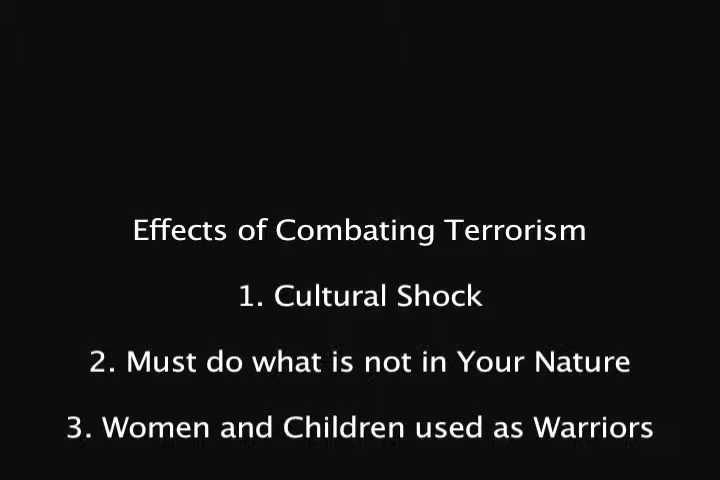 Effects of Combating Terrorism
1. Cultural Shock
2. Must do what is not in Your Nature
3. Women and Children used as Warriors